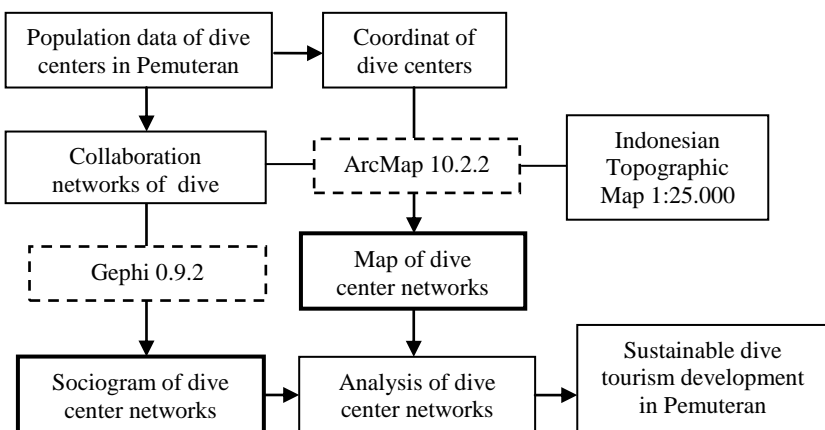 Population data of dive
centers in Pemuteran
Coordinat of
dive centers
Collaboration
networks of  dive
ArcMap 10.2.2
Indonesian
Topographic
Map 1:25.000
Gephi 0.9.2
Map of dive
center networks
Sociogram of dive
center networks
Analysis of dive
center networks
Sustainable dive
tourism development
in Pemuteran